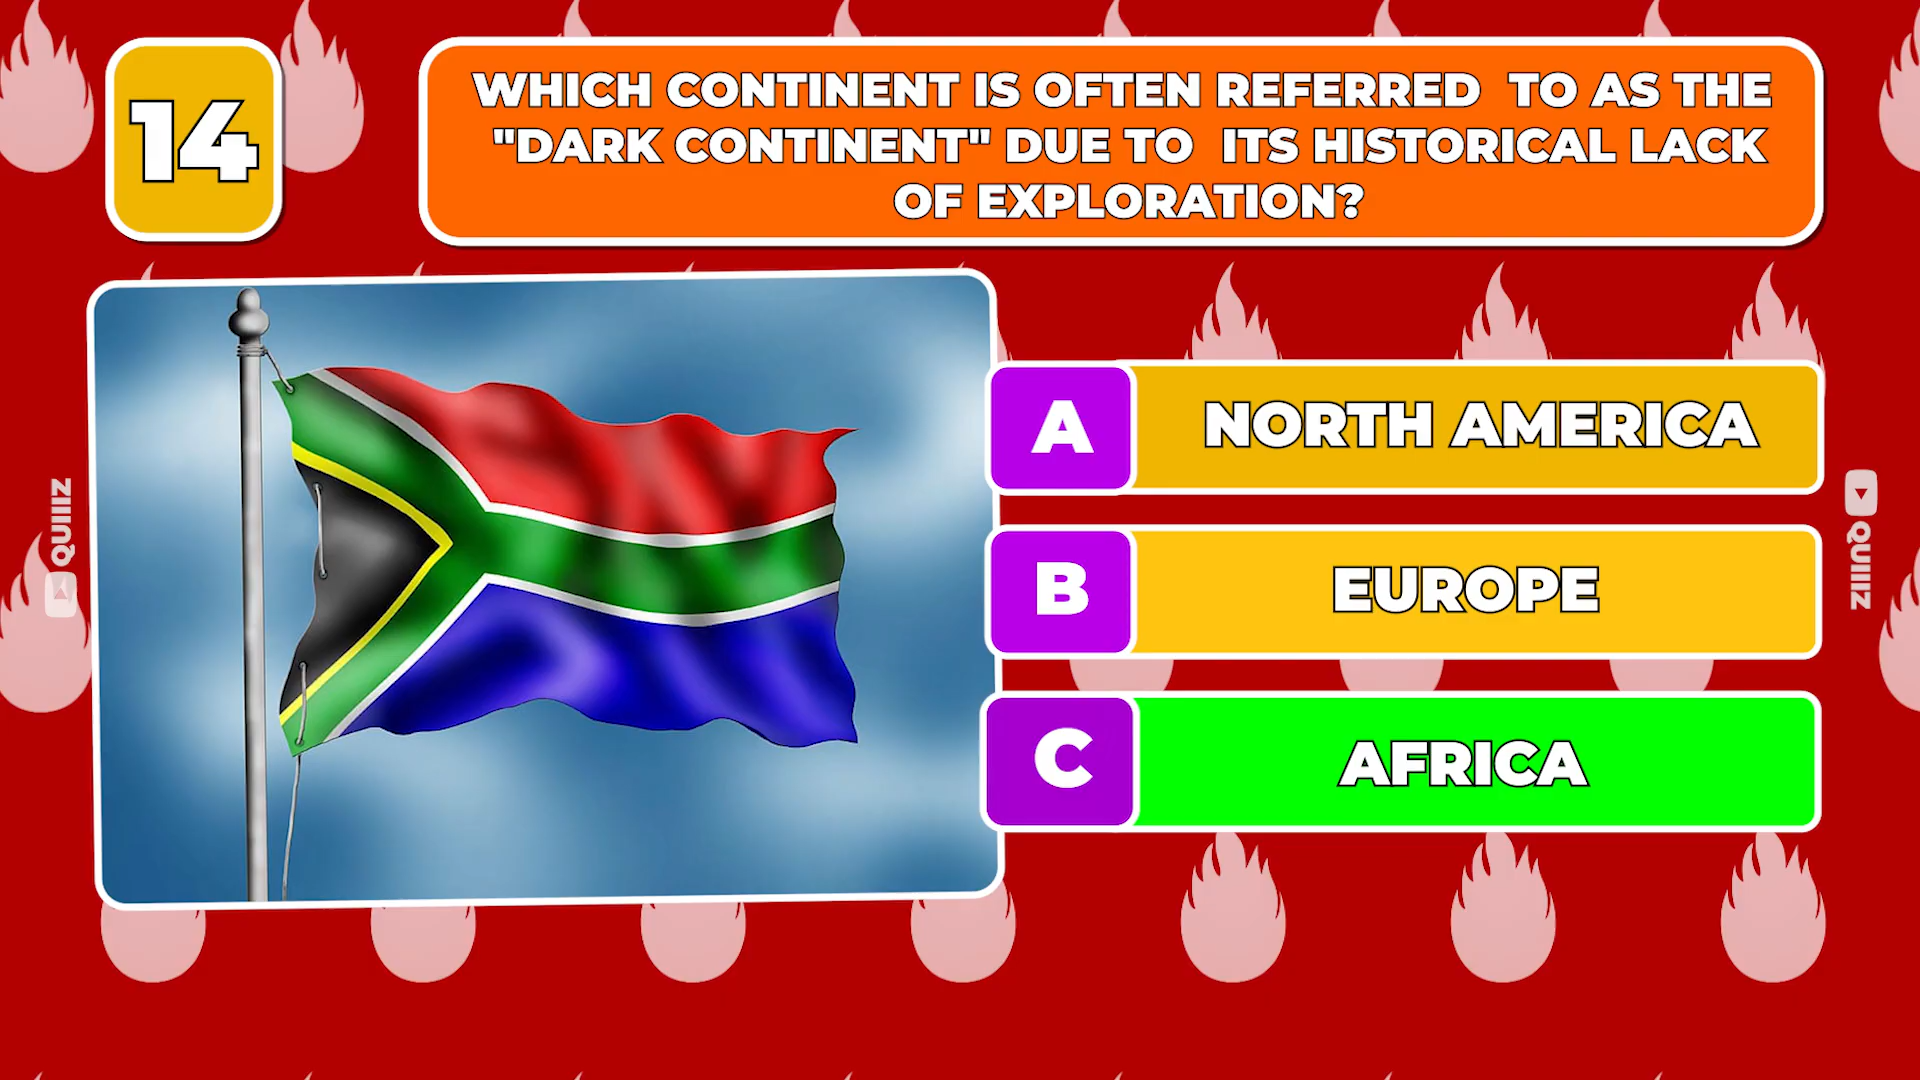 14
WHICH CONTINENT IS OFTEN REFERRED TO AS THE
"DARK CONTINENT" DUE TO ITS HISTORICAL LACK
OF EXPLORATION?
A NORTH AMERICA
B EUROPE
C AFRICA
QUIIIZ
QUIIIZ